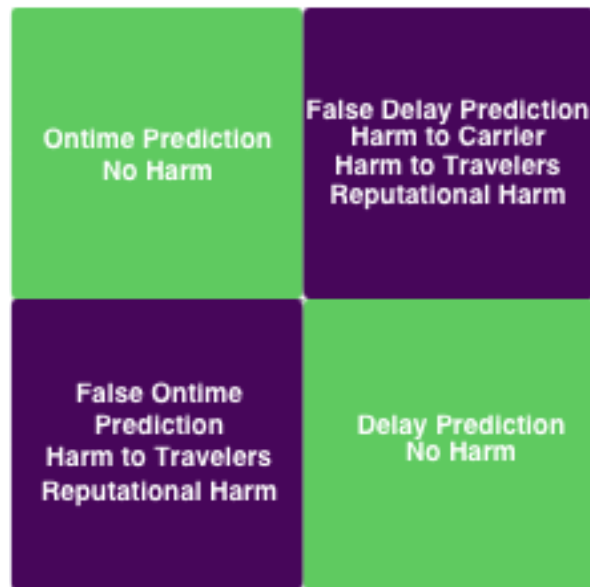 Ontime Prediction
No Harm
False Delay Prediction
Harm to Carrier
Harm to Travelers
Reputational Harm
False Ontime
Prediction
Harm to Travelers
Reputational Harm
Delay Prediction
No Harm